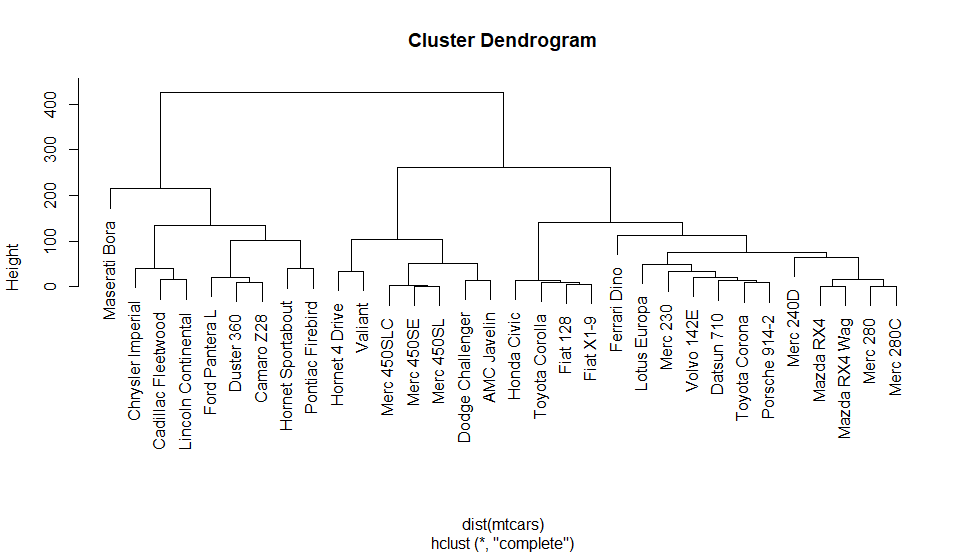 Cluster Dendrogram
Height
400
300
200
100
0
Maserati Bora
Chrysler Imperial
Cadillac Fleetwood
Lincoln Continental
Ford Pantera L
Duster 360
Camaro Z28
Hornet Sportabout
Pontiac Firebird
Hornet 4 Drive
Valiant
Merc 450SLC
Merc 450SE
Merc 450SL
Dodge Challenger
AMC Javelin
Honda Civic
Toyota Corolla
Fiat 128
Fiat X1-9
Ferrari Dino
Lotus Europa
Merc 230
Volvo 142E
Datsun 710
Toyota Corona
Porsche 914-2
Merc 240D
Mazda RX4
Mazda RX4 Wag
Merc 280
Merc 280C
dist(mtcars)
hclust (*, "complete")